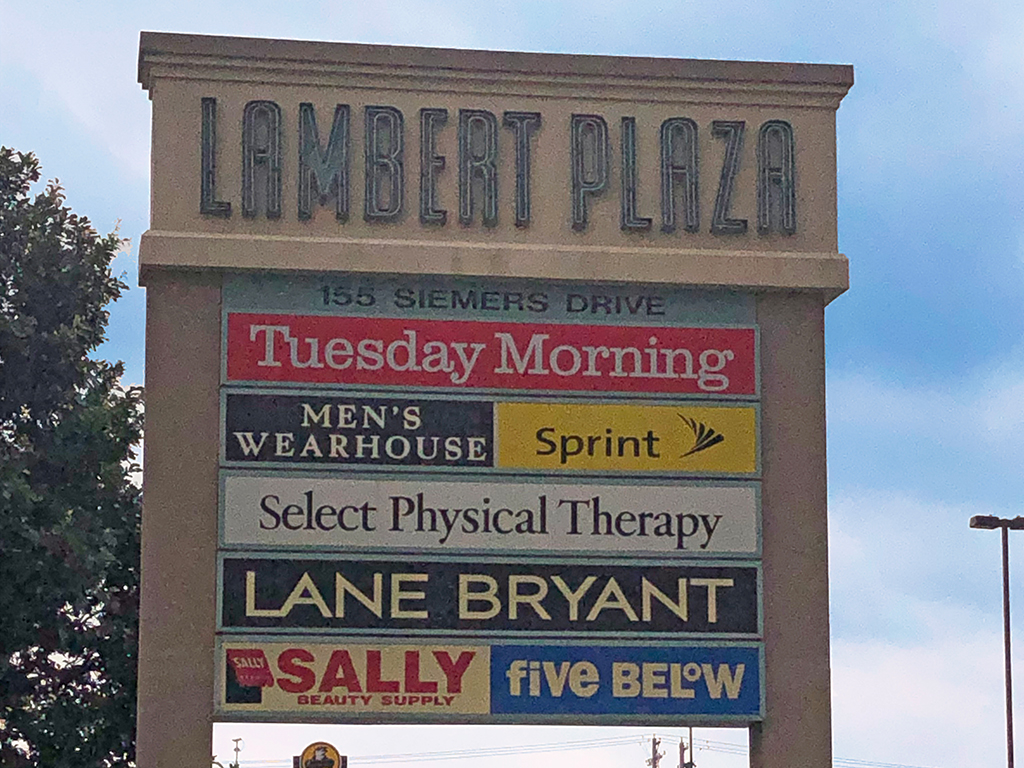 LAMBERT PLAZA
155 SIEMERS DRIVE
Tuesday Morning
MEN'S
WEARHOUSE
Sprint
Select Physical Therapy
LANE BRYANT
SALLY
SALLY
BEAUTY SUPPLY
five BELOW